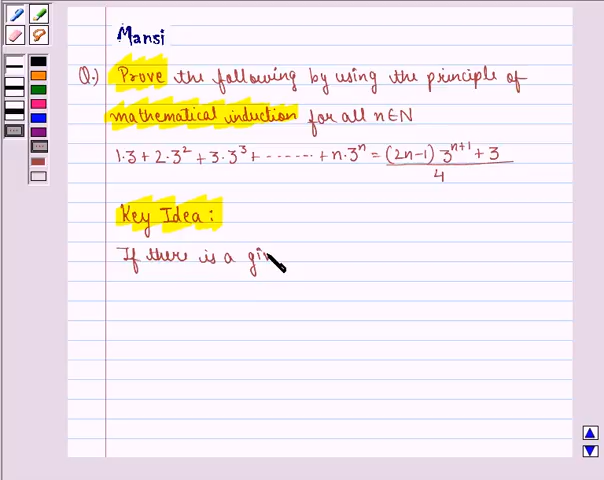 Mansi
Q.) Prove the following by using the principle of
mathematical induction for all n∈N
1·3 + 2·3² + 3·3³ + ······· + n·3ⁿ = (2n-1) 3ⁿ⁺¹ + 3
4
Key Idea:
If there is a giv